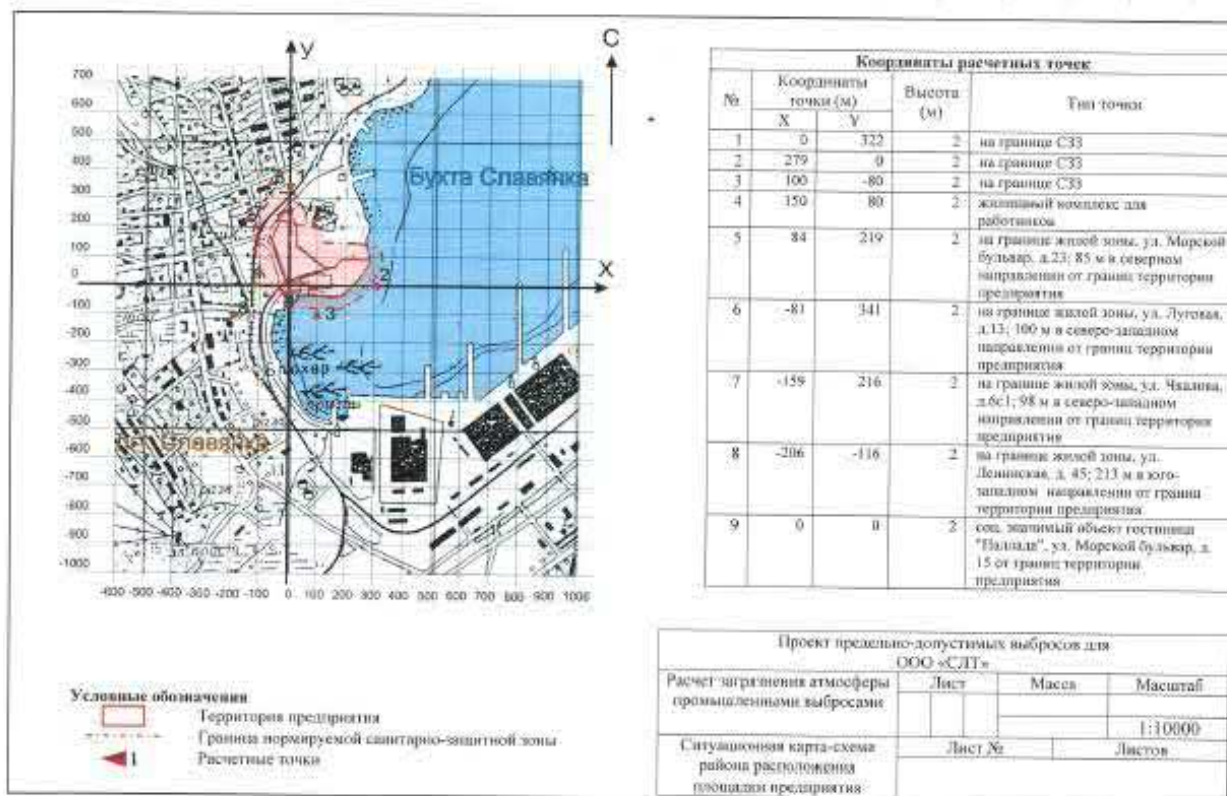 У
С
700
600
500
400
300
200
100
0
-100
-200
-300
-400
-500
-600
-700
-800
-900
-1000
Х
Бухта Славянка
Славянка
1
2
3
-600 -500 -400 -300 -200 -100 0 100 200 300 400 500 600 700 800 900 1000
Координаты расчетных точек
№ Координаты точки (м) Высота (м) Тип точки
X Y
1 0 322 2 на границе СЗЗ
2 279 0 2 на границе СЗЗ
3 100 -80 2 на границе СЗЗ
4 150 80 2 жилищный комплекс для
работников
5 84 219 2 на границе жилой зоны, ул. Морской
бульвар, д.23; 85 м в северном
направлении от границ территории
предприятия
6 -81 341 2 на границе жилой зоны, ул. Луговая,
д.13; 100 м в северо-западном
направлении от границ территории
предприятия
7 -159 216 2 на границе жилой зоны, ул. Чкалова,
д.6с1; 98 м в северо-западном
направлении от границ территории
предприятия
8 -206 -116 2 на границе жилой зоны, ул.
Ленинская, д. 45; 213 м в юго-
западном направлении от границ
территории предприятия
9 0 0 2 соц. значимый объект гостиница
"Паллада", ул. Морской бульвар, д.
15 от границ территории
предприятия
Условные обозначения
Территория предприятия
Граница нормируемой санитарно-защитной зоны
1 Расчетные точки
Проект предельно-допустимых выбросов для
ООО «СЛТ»
Расчет загрязнения атмосферы
промышленными выбросами
Лист Масса Масштаб
1:10000
Ситуационная карта-схема
района расположения
площадки предприятия
Лист № Листов